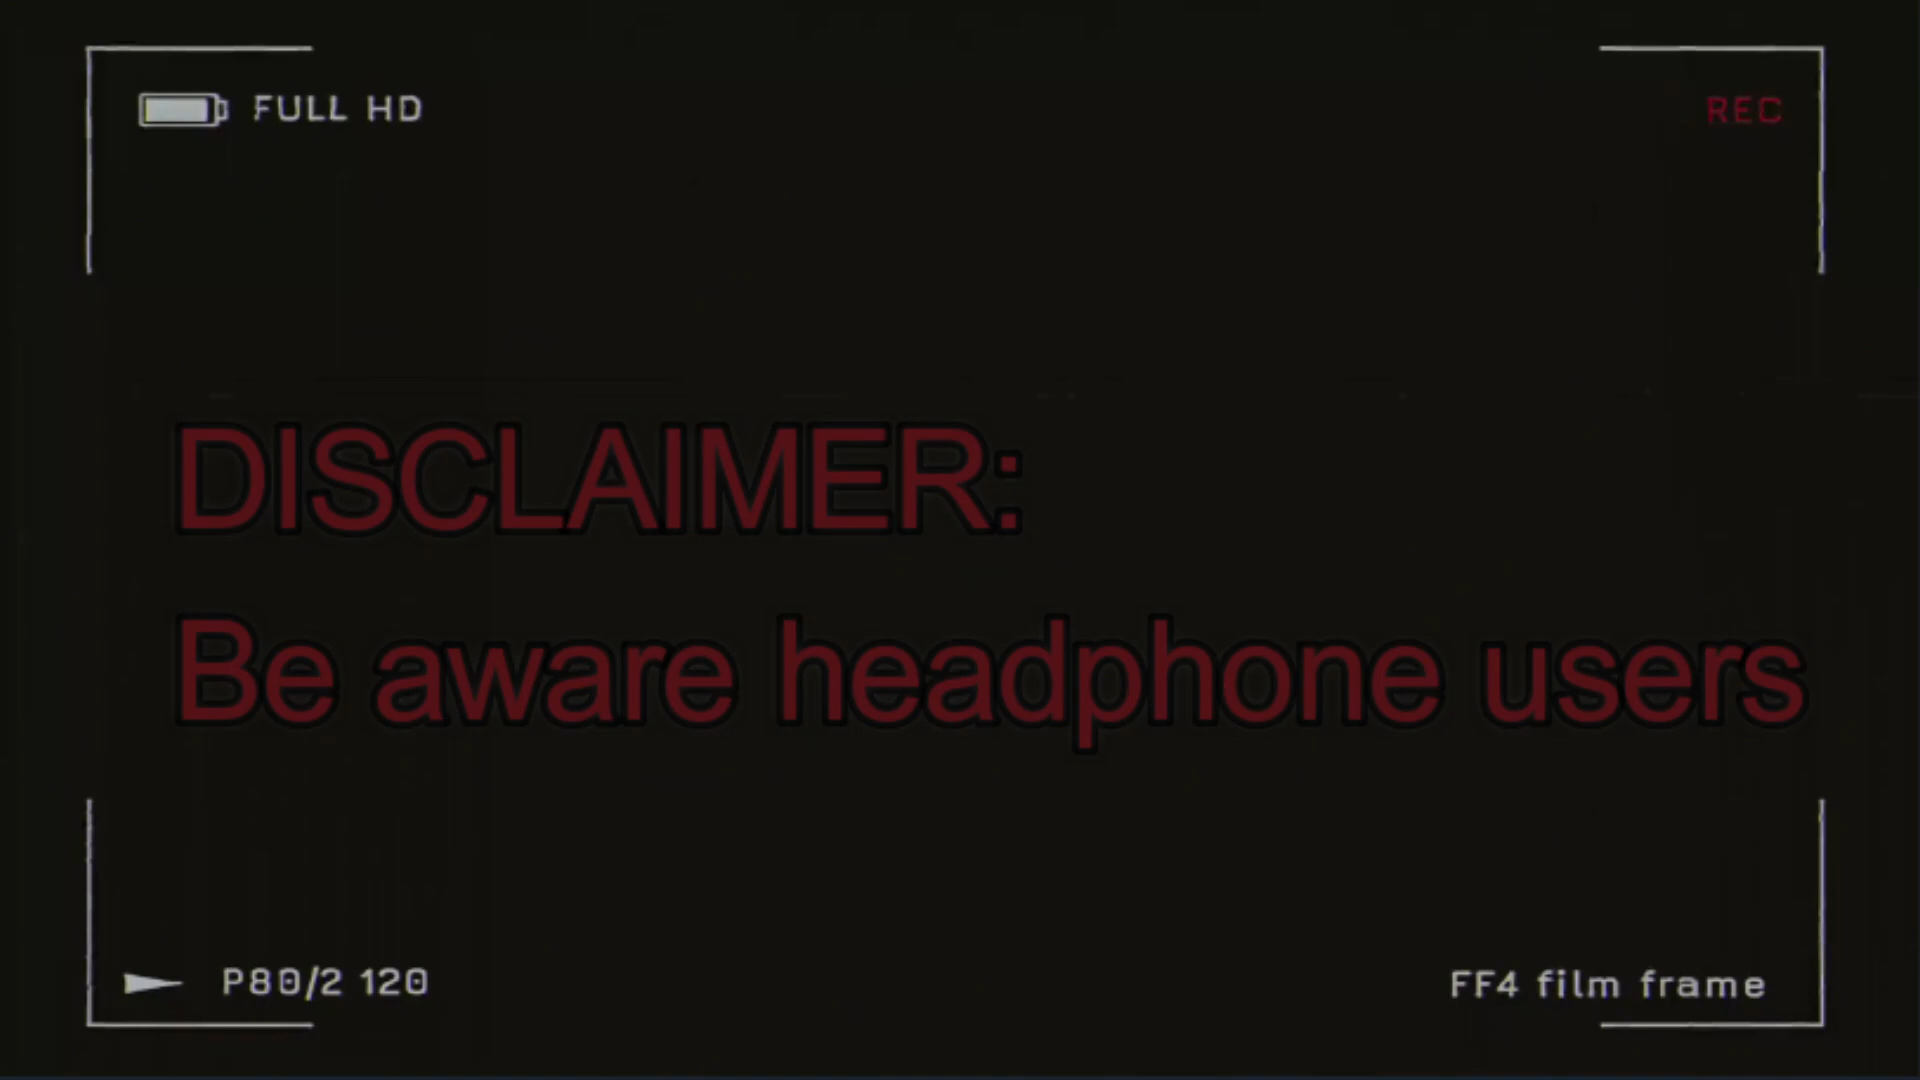 FULL HD
REC
DISCLAIMER:
Be aware headphone users
P80/2 120
FF4 film frame